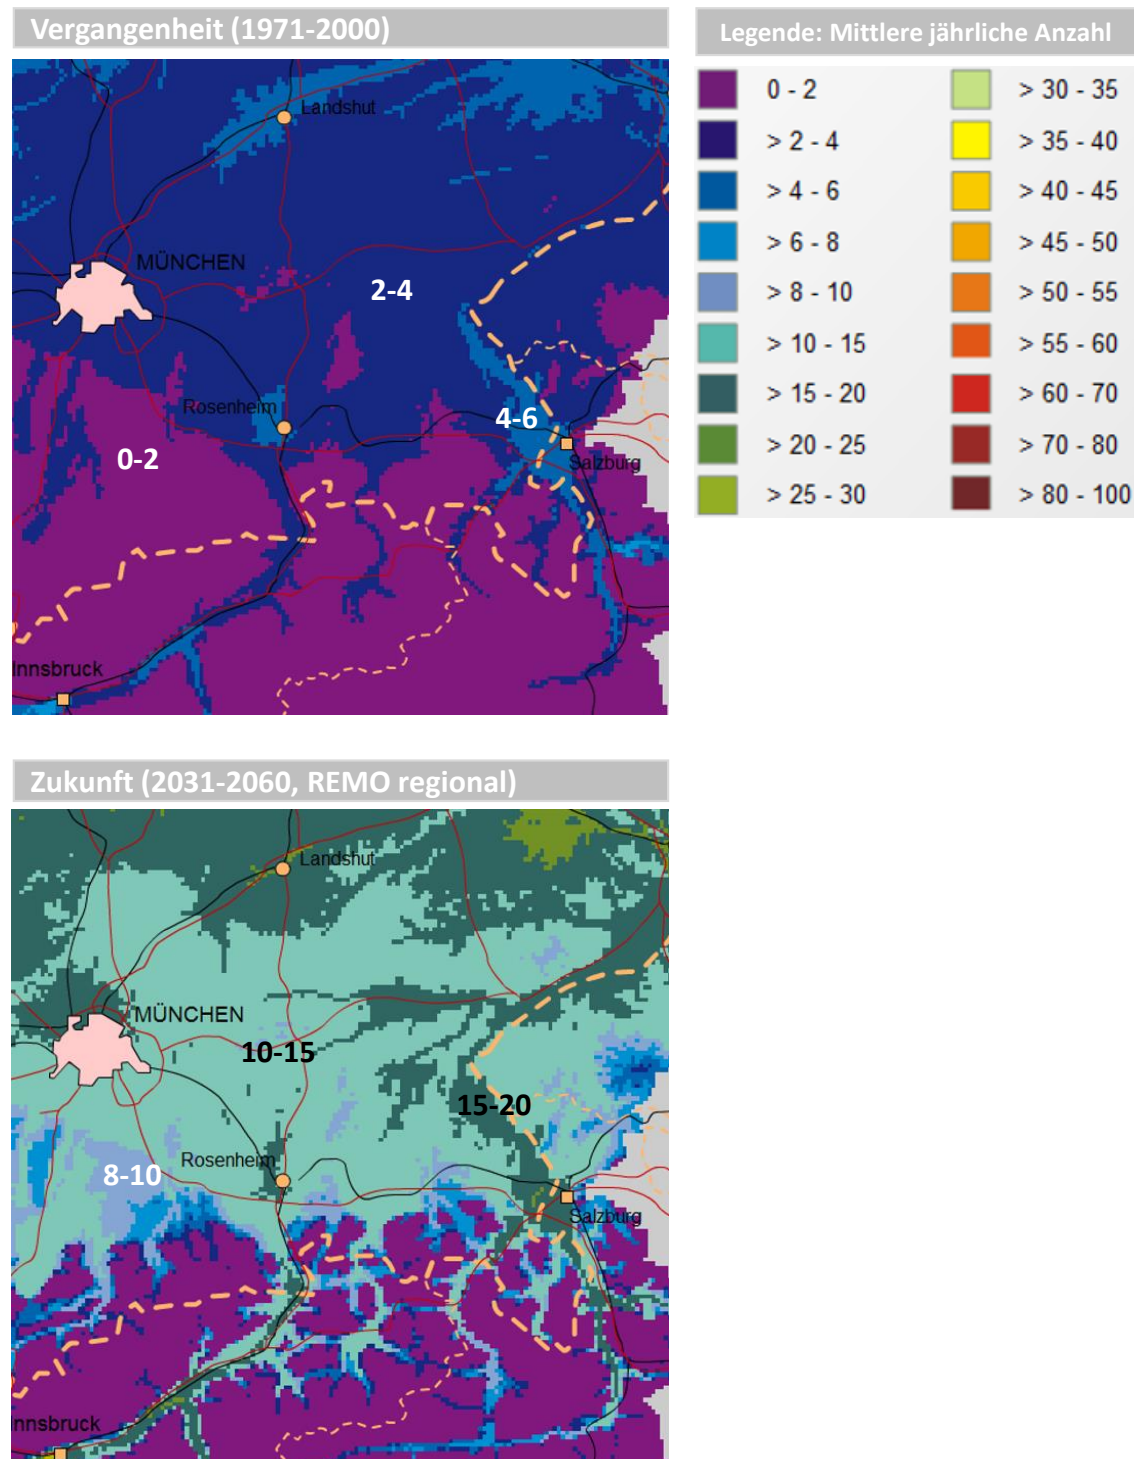 Vergangenheit (1971-2000)
Landshut
MÜNCHEN
2-4
Rosenheim
4-6
0-2
Salzburg
Innsbruck
Legende: Mittlere jährliche Anzahl
0 - 2
> 30 - 35
> 2 - 4
> 35 - 40
> 4 - 6
> 40 - 45
> 6 - 8
> 45 - 50
> 8 - 10
> 50 - 55
> 10 - 15
> 55 - 60
> 15 - 20
> 60 - 70
> 20 - 25
> 70 - 80
> 25 - 30
> 80 - 100
Zukunft (2031-2060, REMO regional)
Landshut
MÜNCHEN
10-15
15-20
Rosenheim
8-10
Salzburg
Innsbruck